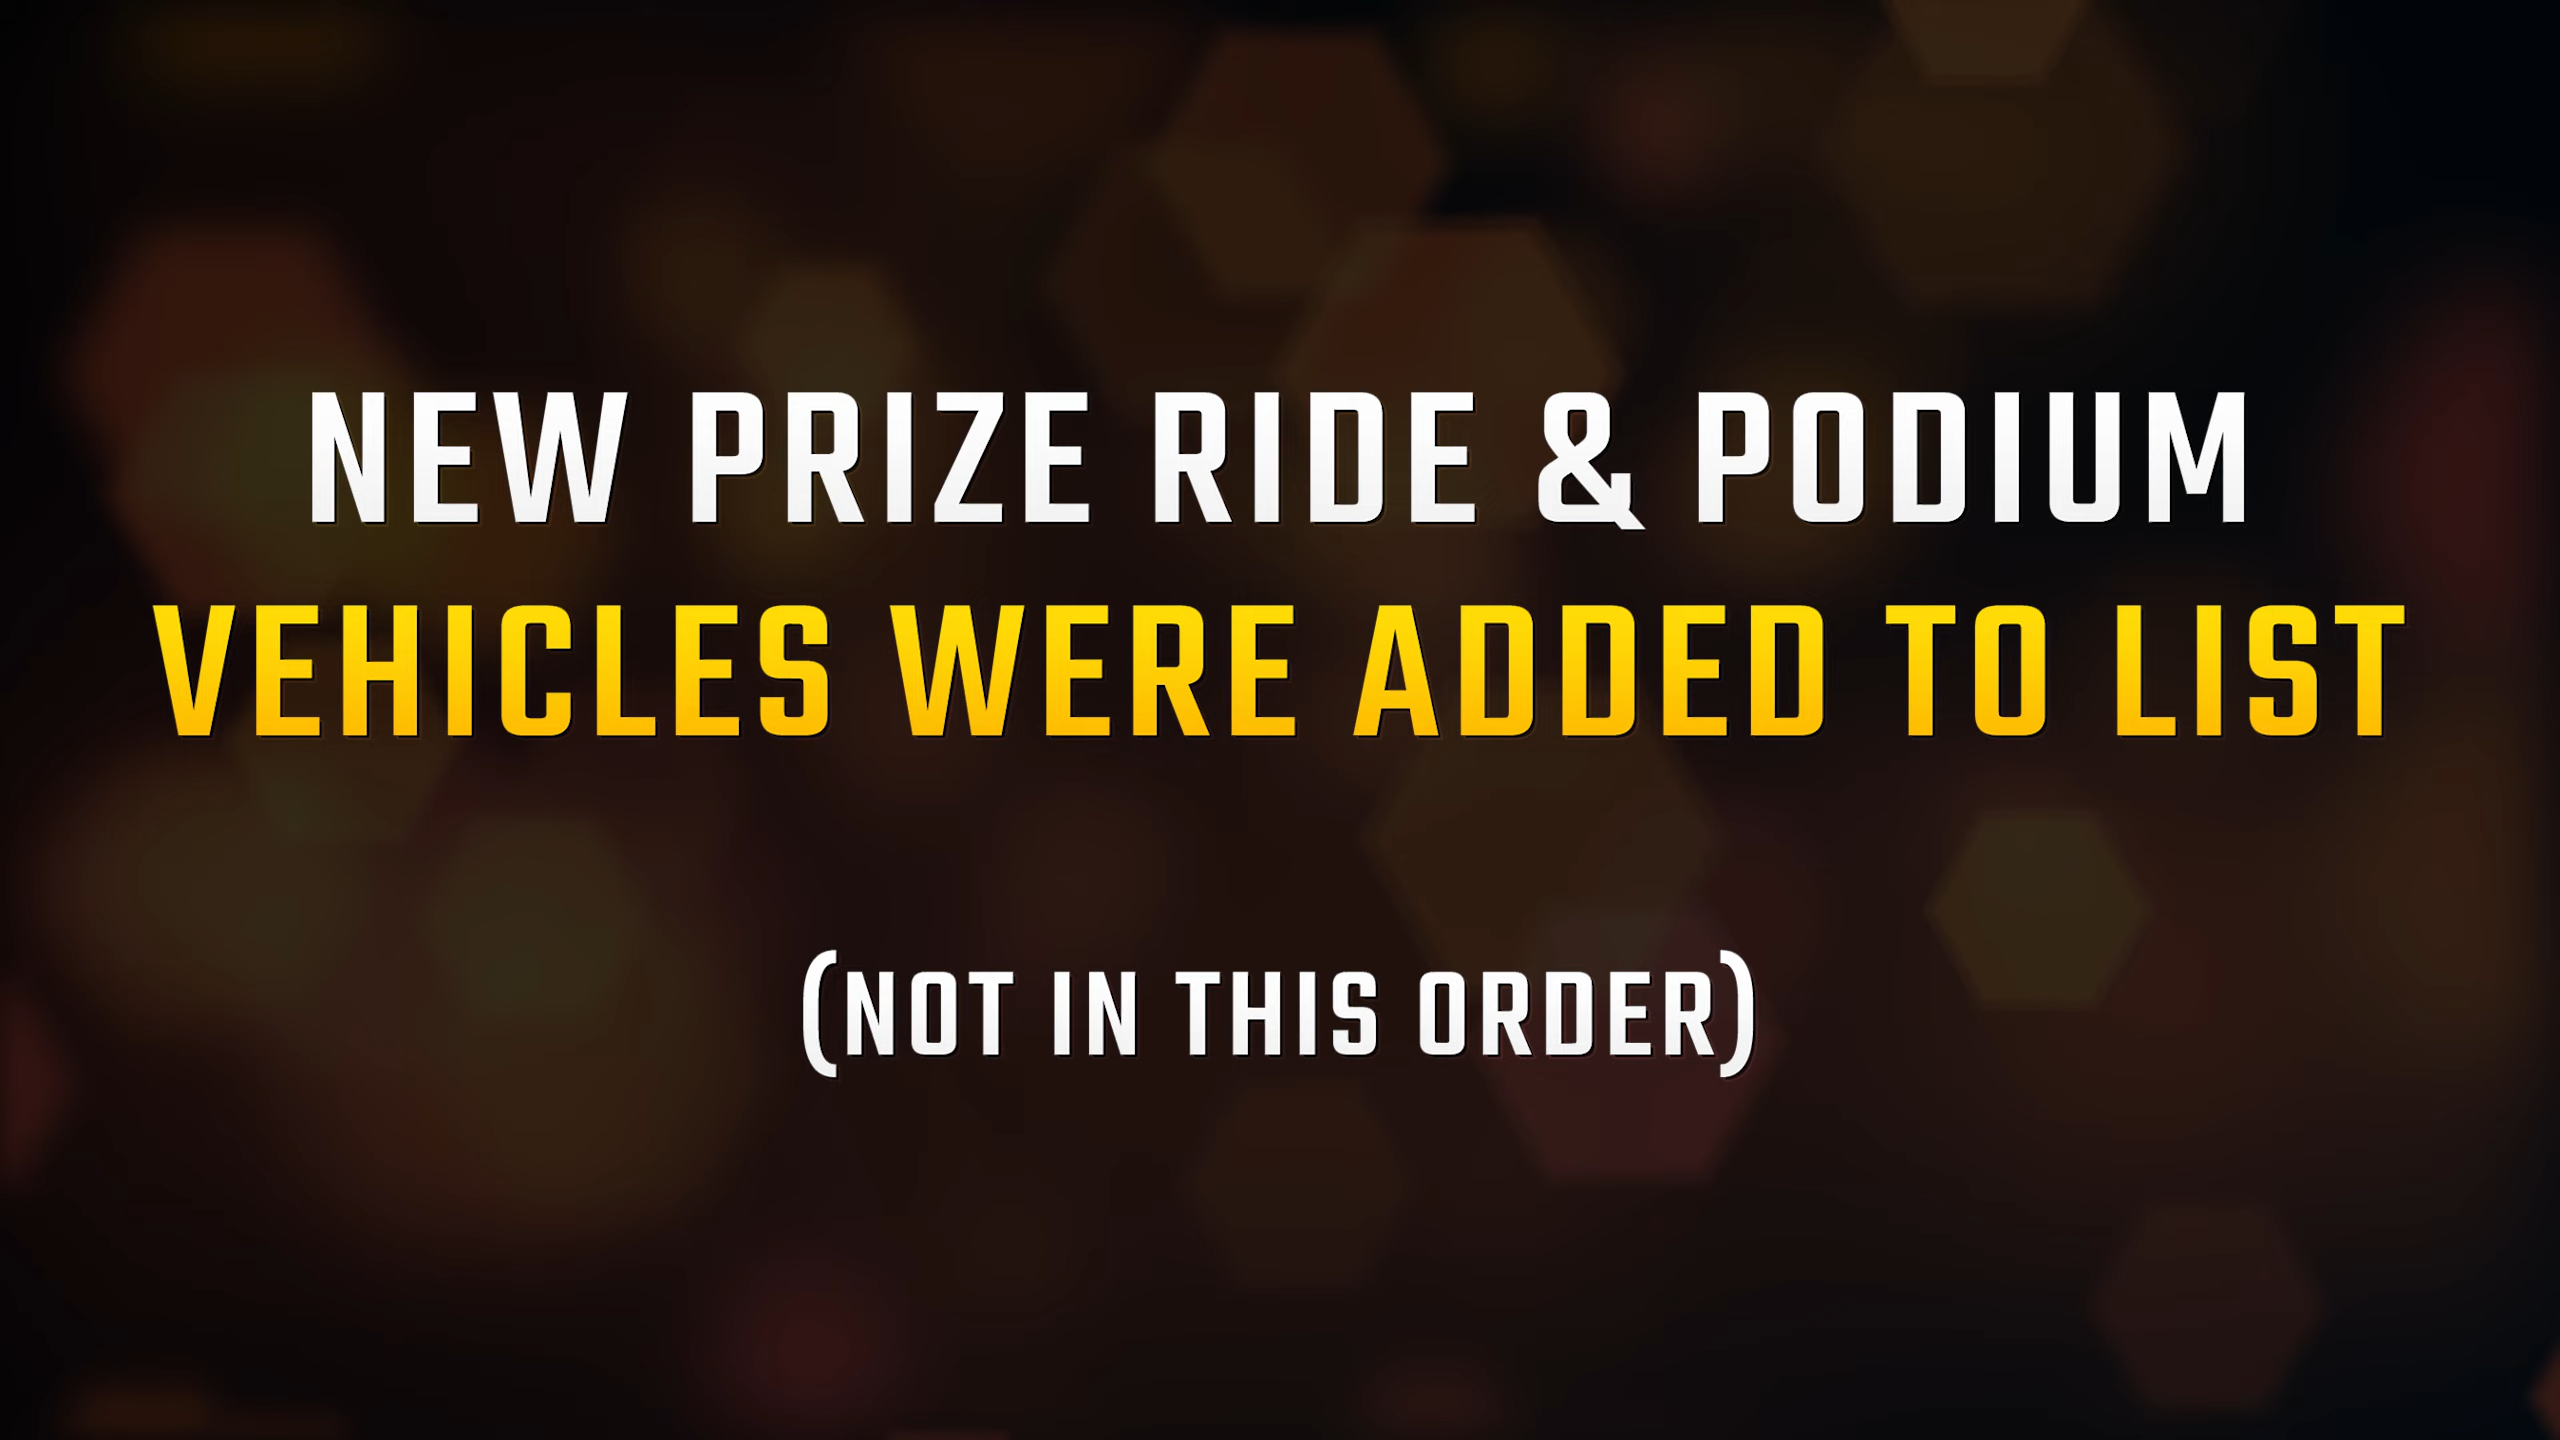 NEW PRIZE RIDE & PODIUM
VEHICLES WERE ADDED TO LIST
(NOT IN THIS ORDER)